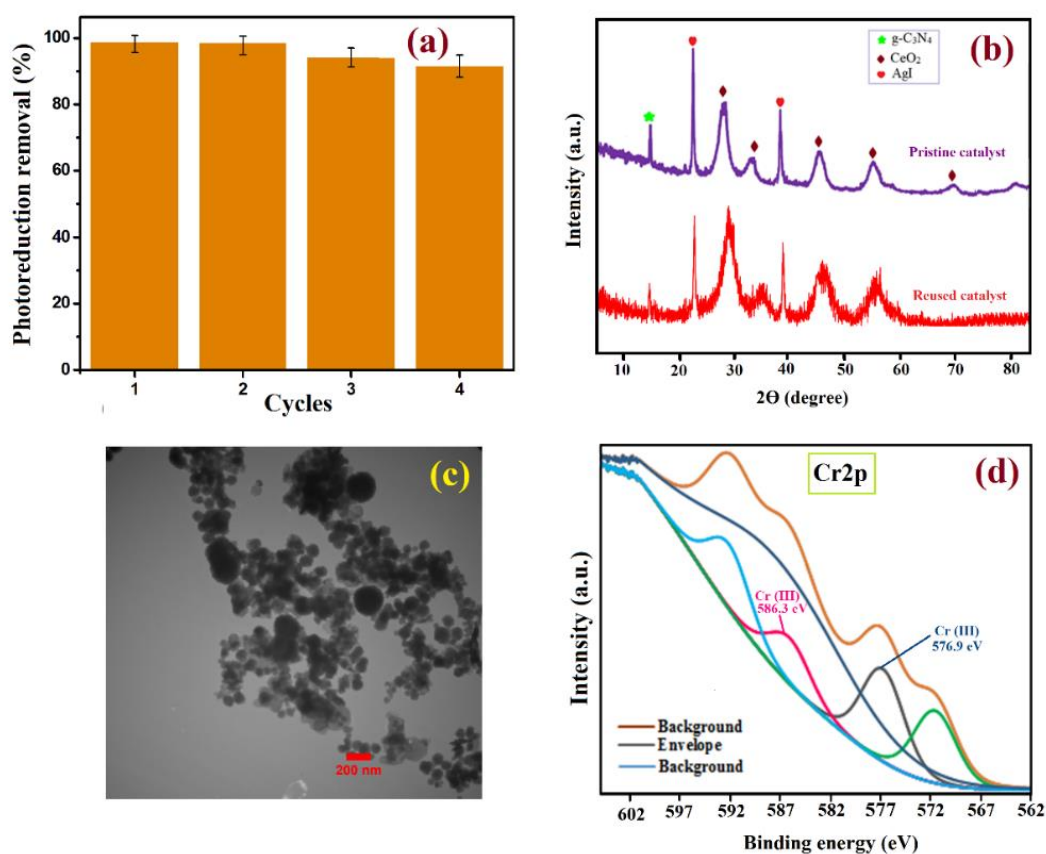 (a)
Photoreduction removal (%)
100
80
60
40
20
0
1
2
3
4
Cycles
(b)
g-C₃N₄
CeO₂
AgI
Pristine catalyst
Reused catalyst
Intensity (a.u.)
10
20
30
40
50
60
70
80
2Ө (degree)
(c)
200 nm
(d)
Cr2p
Cr (III)
586.3 eV
Cr (III)
576.9 eV
Intensity (a.u.)
Background
Envelope
Background
602
597
592
587
582
577
572
567
562
Binding energy (eV)